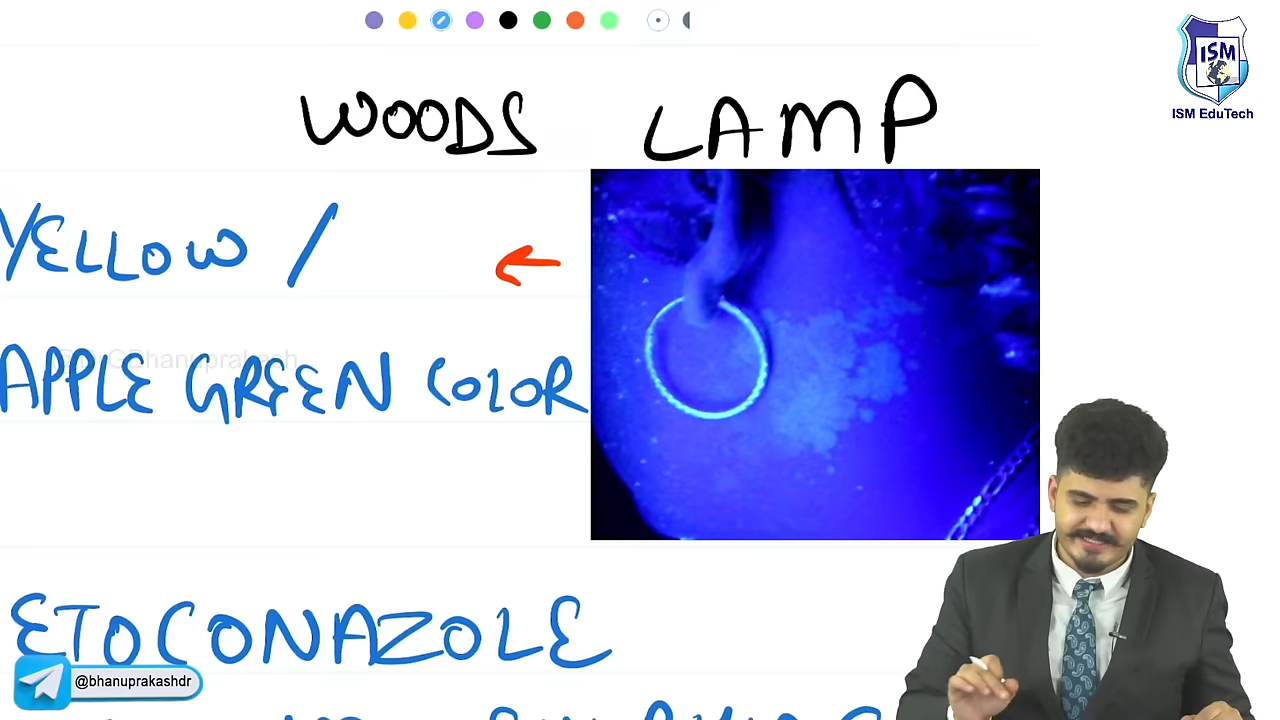 ISM
ISM EduTech
WOODS LAMP
YELLOW /
APPLE GREEN COLOR
ETOCONAZOLE
@bhanuprakashdr